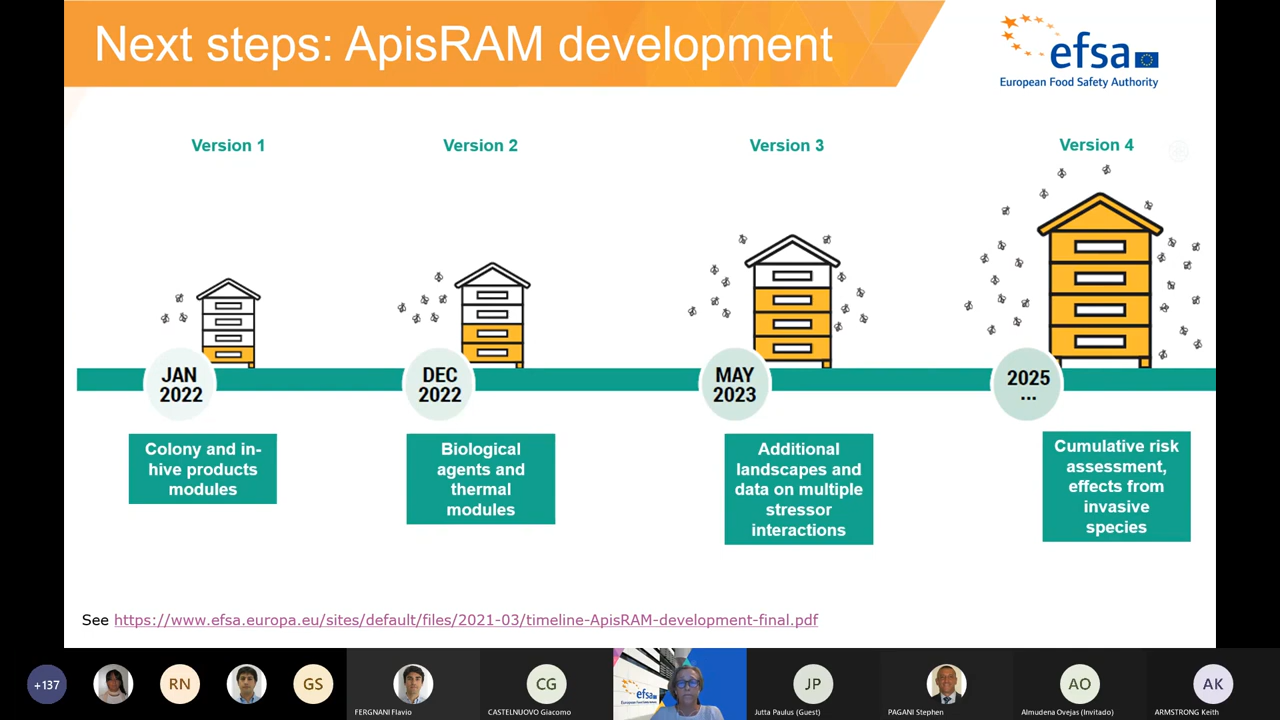 Next steps: ApisRAM development
efsa
European Food Safety Authority
Version 1
Version 2
Version 3
Version 4
JAN
2022
DEC
2022
MAY
2023
2025
...
Colony and in-
hive products
modules
Biological
agents and
thermal
modules
Additional
landscapes and
data on multiple
stressor
interactions
Cumulative risk
assessment,
effects from
invasive
species
See https://www.efsa.europa.eu/sites/default/files/2021-03/timeline-ApisRAM-development-final.pdf
+137
RN
GS
FERGNANI Flavio
CG
CASTELNUOVO Giacomo
efsa
JP
Jutta Paulus (Guest)
PAGANI Stephen
AO
Almudena Ovejas (Invitado)
AK
ARMSTRONG Keith